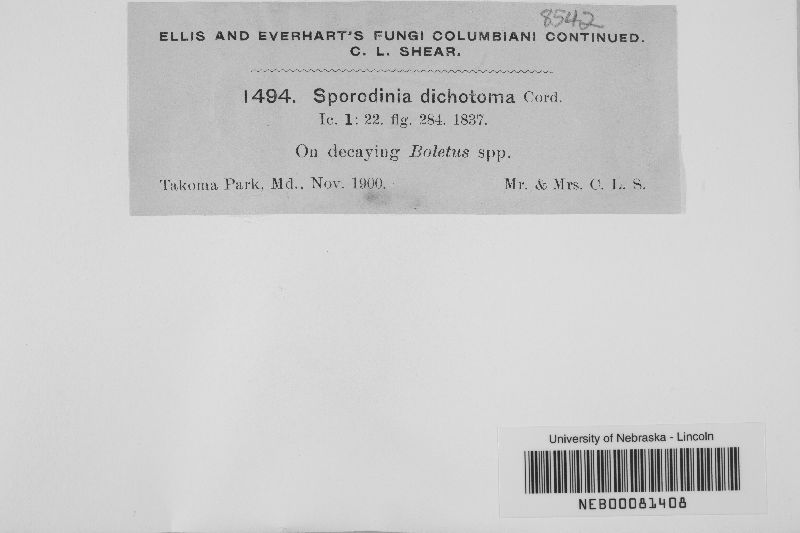 8542
ELLIS AND EVERHART'S FUNGI COLUMBIANI CONTINUED.
C. L. SHEAR.
1494. Sporodinia dichotoma Cord.
Ic. 1: 22. flg. 284. 1837.
On decaying Boletus spp.
Takoma Park, Md., Nov. 1900.
Mr. & Mrs. C. L. S.
University of Nebraska - Lincoln
NEB00081408